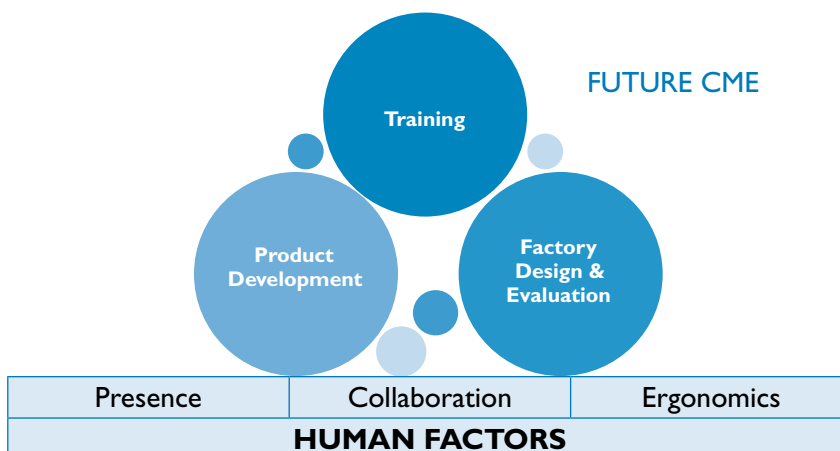 FUTURE CME
Training
Product
Development
Factory
Design &
Evaluation
Presence
Collaboration
Ergonomics
HUMAN FACTORS